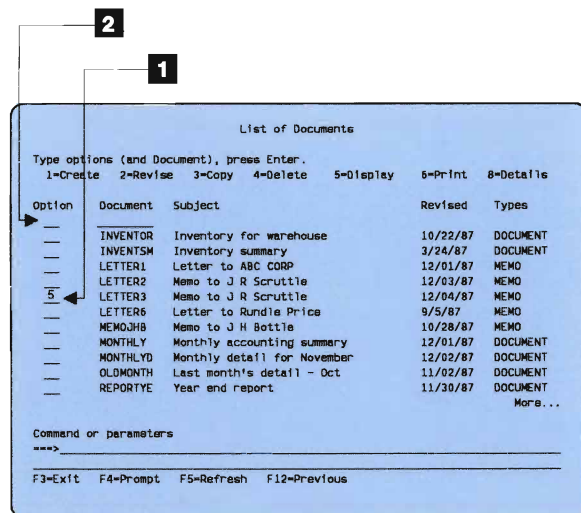 2
1
List of Documents
Type options (and Document), press Enter.
1=Create 2=Revise 3=Copy 4=Delete 5=Display 6=Print 8=Details
Option Document Subject Revised Types
INVENTOR Inventory for warehouse 10/22/87 DOCUMENT
INVENTSM Inventory summary 3/24/87 DOCUMENT
LETTER1 Letter to ABC CORP 12/01/87 MEMO
LETTER2 Memo to J R Scruttle 12/03/87 MEMO
5 LETTER3 Memo to J R Scruttle 12/04/87 MEMO
LETTER6 Letter to Rundle Price 9/5/87 MEMO
MEMOJHB Memo to J H Bottle 10/28/87 MEMO
MONTHLY Monthly accounting summary 12/01/87 DOCUMENT
MONTHLYD Monthly detail for November 12/02/87 DOCUMENT
OLDMONTH Last month's detail - Oct 11/02/87 DOCUMENT
REPORTYE Year end report 11/30/87 DOCUMENT
More...
Command or parameters
===>
F3=Exit F4=Prompt F5=Refresh F12=Previous